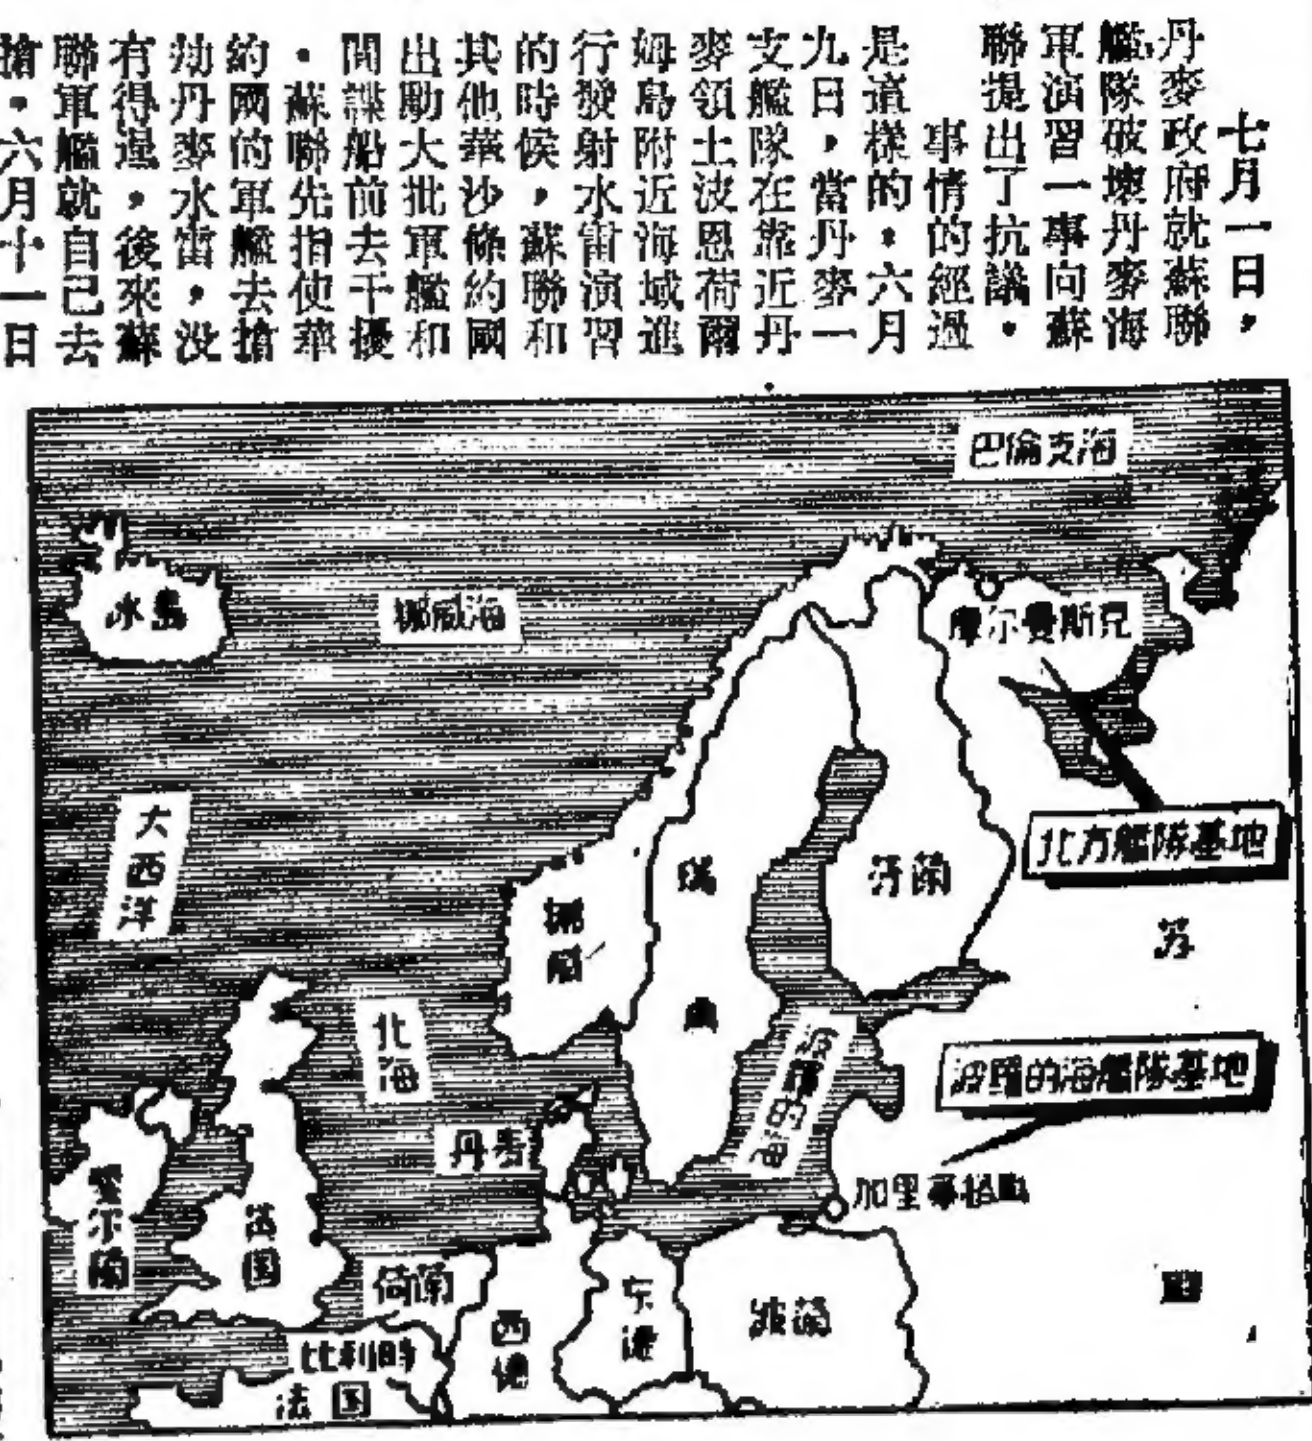 七月一日，
丹麥政府就蘇聯
艦隊破壞丹麥海
軍演習一事向蘇
聯提出了抗議。
事情的經過
是這樣的。六月
九日，當丹麥一
支艦隊在靠近丹
麥領土波恩荷爾
姆島附近海域進
行發射水雷演習
的時候，蘇聯和
其他華沙條約國
出動大批軍艦和
間諜船前去干擾
。蘇聯先指使華
約國的軍艦去搶
劫丹麥水雷，没
有得逞，後來蘇
聯軍艦就自己去
搶。六月十一日
巴倫支海
冰島
挪威海
摩尔曼斯克
大西洋
北方艦隊基地
瑞典
芬蘭
挪威
苏
北海
波羅的海艦隊基地
波羅的海
丹麥
加里寧格勒
愛尔蘭
英国
荷蘭
东德
波蘭
西德
聯
比利時
法国